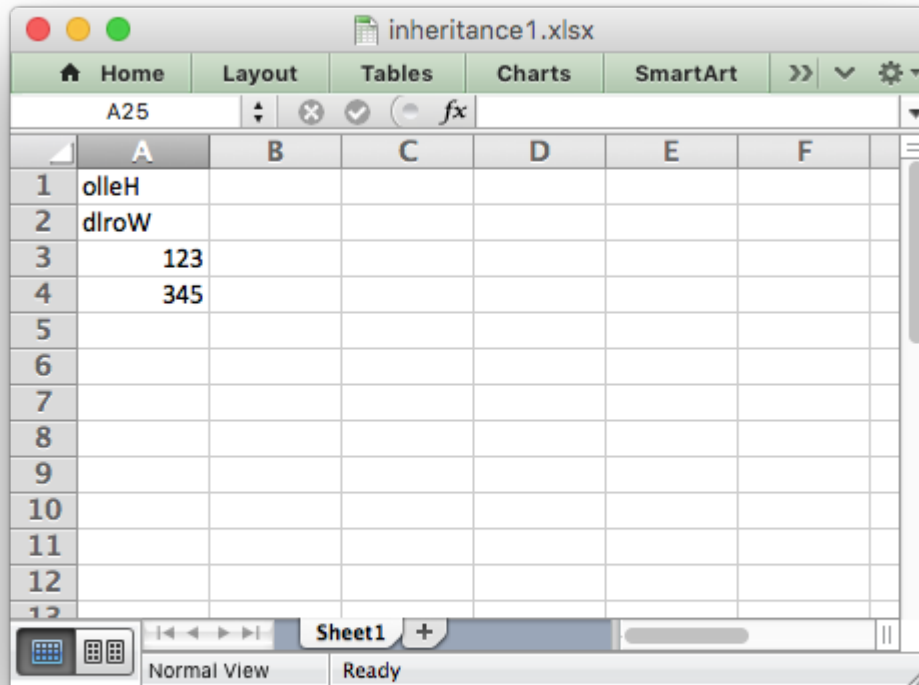 inheritance1.xlsx
Home Layout Tables Charts SmartArt
A25 fx
A B C D E F
1 olleH
2 dlroW
3 123
4 345
5
6
7
8
9
10
11
12
13
Sheet1
Normal View Ready